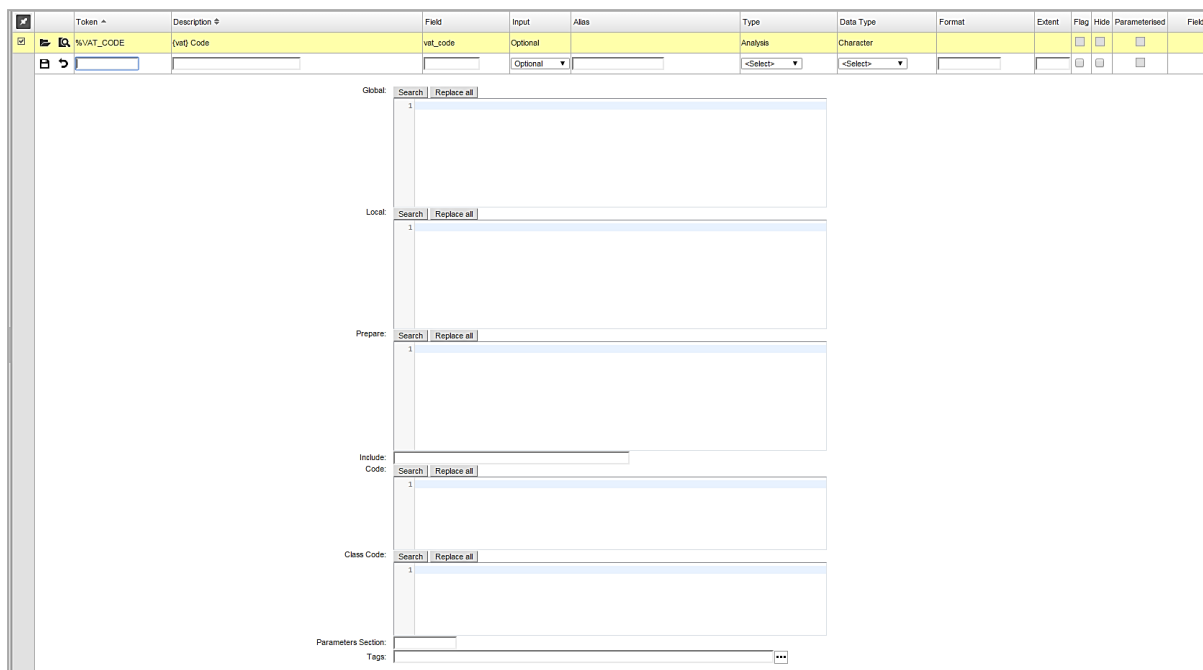 Token Description Field Input Alias Type Data Type Format Extent Flag Hide Parameterised Field
%VAT_CODE {vat} Code vat_code Optional Analysis Character
Optional <Select> <Select>
Global: Search Replace all
1
Local: Search Replace all
1
Prepare: Search Replace all
1
Include:
Code: Search Replace all
1
Class Code: Search Replace all
1
Parameters Section:
Tags: